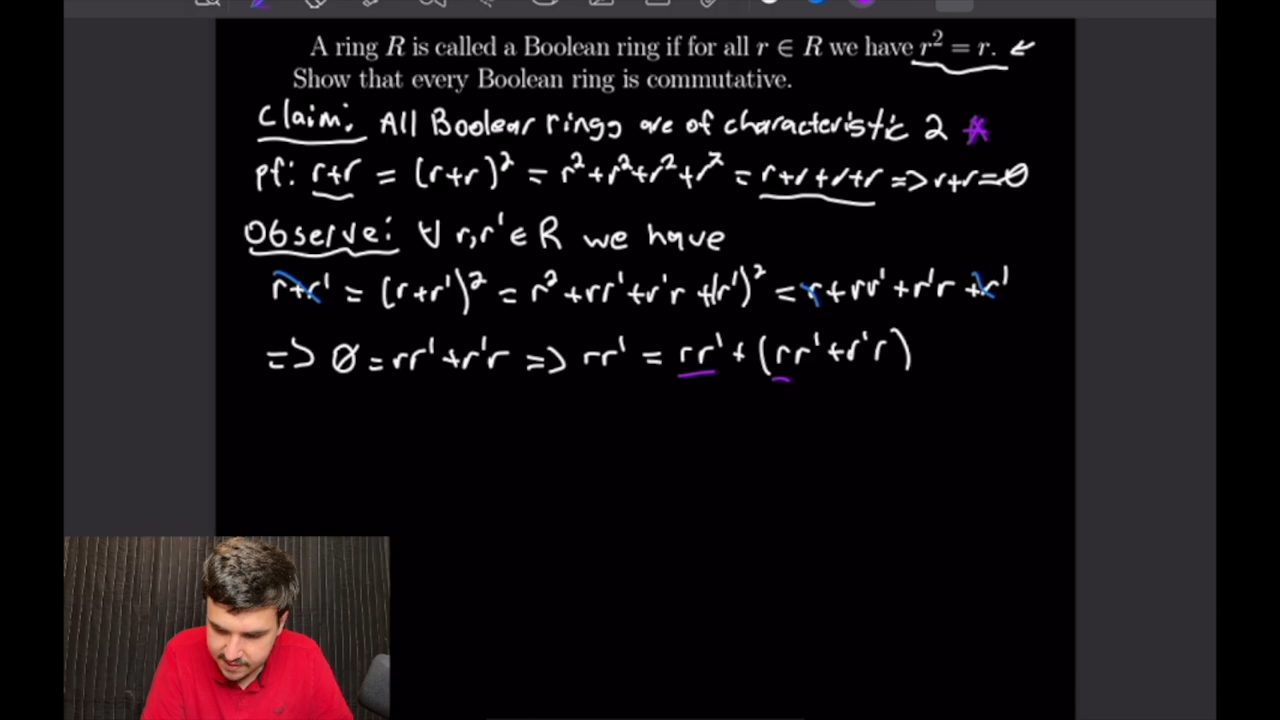 A ring R is called a Boolean ring if for all r ∈ R we have r² = r. ↙
Show that every Boolean ring is commutative.
Claim: All Boolean rings are of characteristic 2 *
pf: r+r = (r+r)² = r²+r²+r²+r² = r+r+r+r => r+r=0
Observe: ∀ r,r' ∈ R we have
r+r' = (r+r')² = r² + rr' + r'r + (r')² = r + rr' + r'r + r'
=> 0 = rr' + r'r => rr' = rr' + (rr' + r'r)